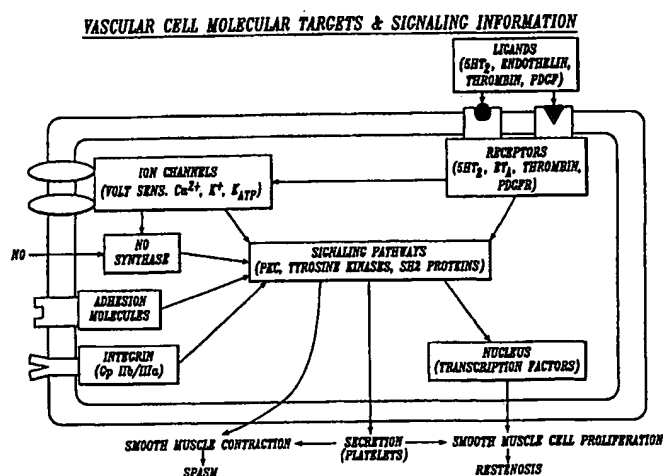 VASCULAR CELL MOLECULAR TARGETS & SIGNALING INFORMATION
LIGANDS
(5HT2, ENDOTHELIN,
THROMBIN, PDGF)
ION CHANNELS
(VOLT SENS. Ca2+, K+, KATP)
RECEPTORS
(5HT2, ETA, THROMBIN,
PDGFR)
NO
NO
SYNTHASE
SIGNALING PATHWAYS
(PKC, TYROSINE KINASES, SH2 PROTEINS)
ADHESION
MOLECULES
INTEGRIN
(Gp IIb/IIIa)
NUCLEUS
(TRANSCRIPTION FACTORS)
SMOOTH MUSCLE CONTRACTION
SECRETION
(PLATELETS)
SMOOTH MUSCLE CELL PROLIFERATION
SPASM
RESTENOSIS